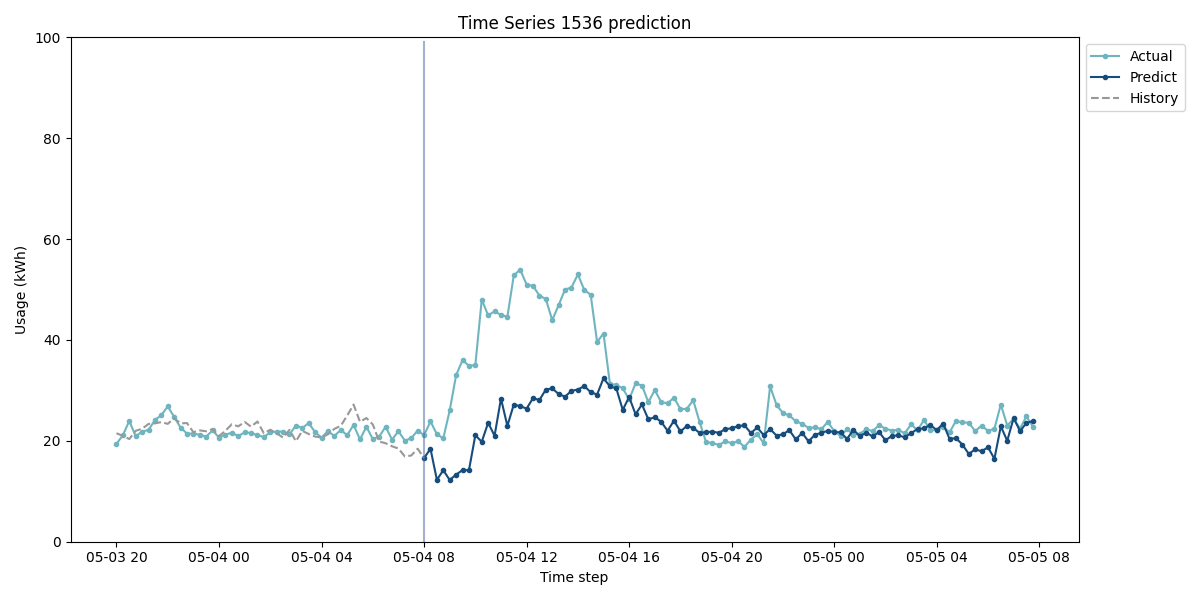 Time Series 1536 prediction
Usage (kWh)
100
80
60
40
20
0
05-03 20
05-04 00
05-04 04
05-04 08
05-04 12
05-04 16
05-04 20
05-05 00
05-05 04
05-05 08
Time step
Actual
Predict
History